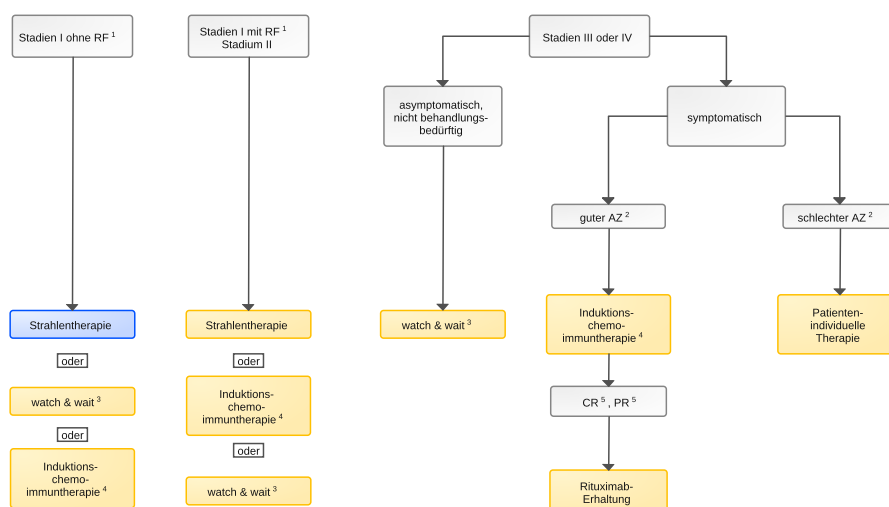 Stadien I ohne RF 1
Stadien I mit RF 1
Stadium II
Stadien III oder IV
asymptomatisch,
nicht behandlungs-
bedürftig
symptomatisch
guter AZ 2
schlechter AZ 2
Strahlentherapie
oder
watch & wait 3
oder
Induktions-
chemo-
immuntherapie 4
Strahlentherapie
oder
Induktions-
chemo-
immuntherapie 4
oder
watch & wait 3
watch & wait 3
Induktions-
chemo-
immuntherapie 4
CR 5 , PR 5
Rituximab-
Erhaltung
Patienten-
individuelle
Therapie